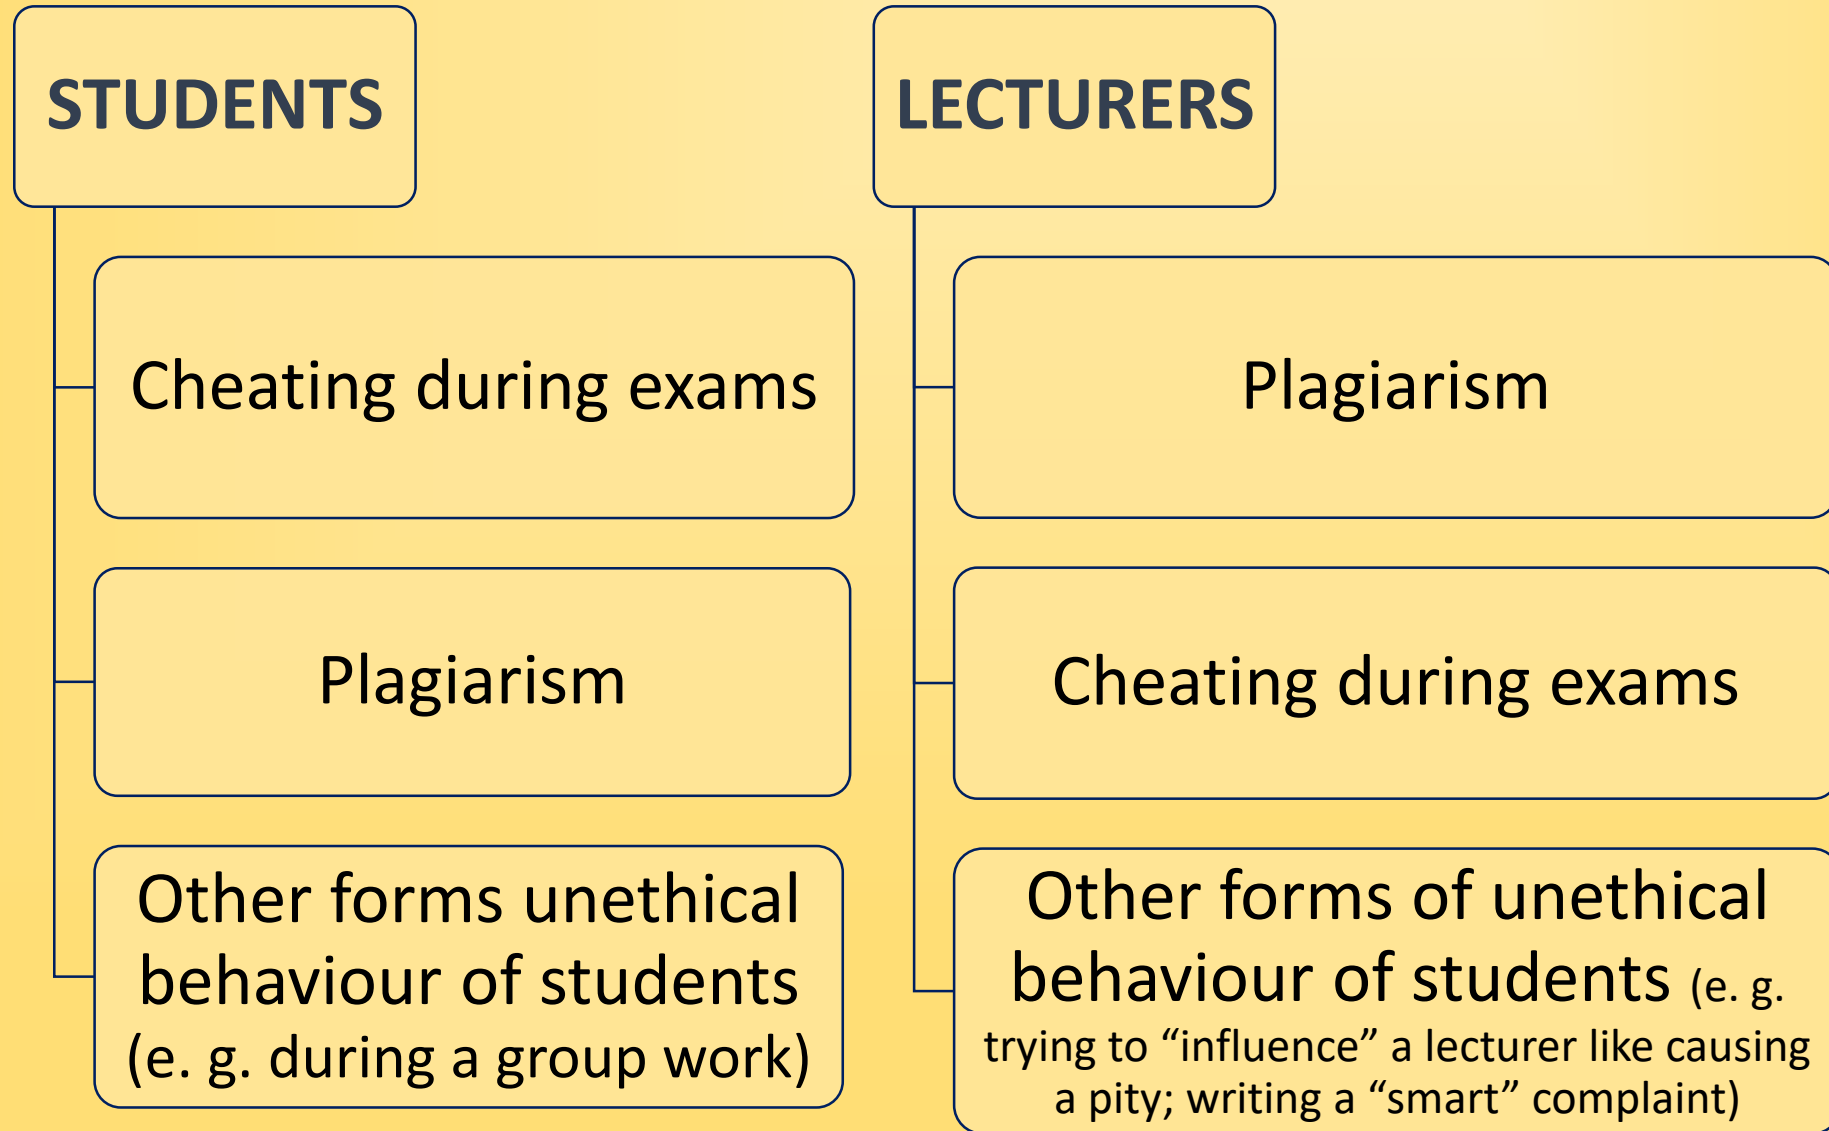 STUDENTS
Cheating during exams
Plagiarism
Other forms unethical
behaviour of students
(e. g. during a group work)
LECTURERS
Plagiarism
Cheating during exams
Other forms of unethical
behaviour of students (e. g.
trying to “influence” a lecturer like causing
a pity; writing a “smart” complaint)